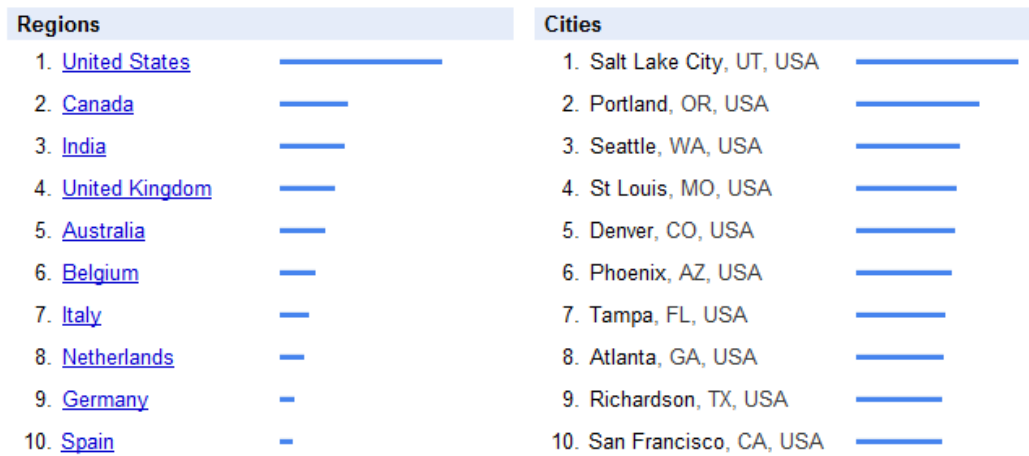 Regions
1. United States
2. Canada
3. India
4. United Kingdom
5. Australia
6. Belgium
7. Italy
8. Netherlands
9. Germany
10. Spain
Cities
1. Salt Lake City, UT, USA
2. Portland, OR, USA
3. Seattle, WA, USA
4. St Louis, MO, USA
5. Denver, CO, USA
6. Phoenix, AZ, USA
7. Tampa, FL, USA
8. Atlanta, GA, USA
9. Richardson, TX, USA
10. San Francisco, CA, USA